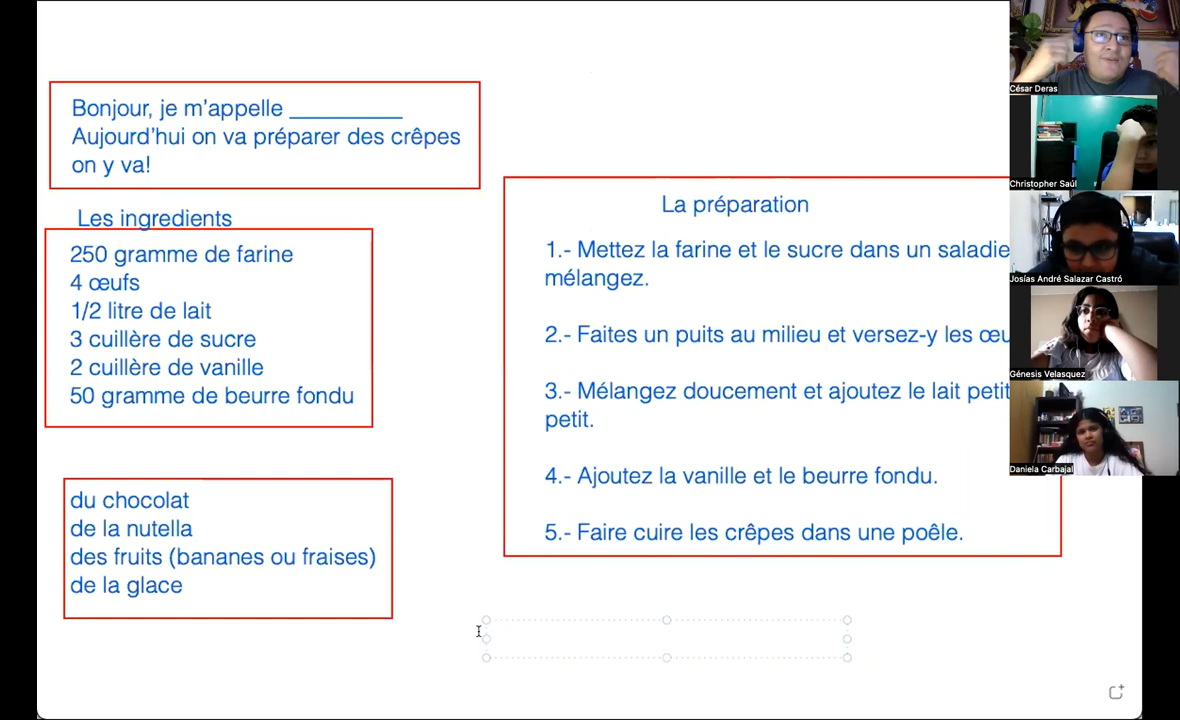 Bonjour, je m'appelle __________
Aujourd'hui on va préparer des crêpes
on y va!
Les ingredients
250 gramme de farine
4 œufs
1/2 litre de lait
3 cuillère de sucre
2 cuillère de vanille
50 gramme de beurre fondu
du chocolat
de la nutella
des fruits (bananes ou fraises)
de la glace
La préparation
1.- Mettez la farine et le sucre dans un saladie
mélangez.
2.- Faites un puits au milieu et versez-y les œu
3.- Mélangez doucement et ajoutez le lait petit
petit.
4.- Ajoutez la vanille et le beurre fondu.
5.- Faire cuire les crêpes dans une poêle.
César Deras
Christopher Saúl
Josías André Salazar Castró
Génesis Velasquez
Daniela Carbajal